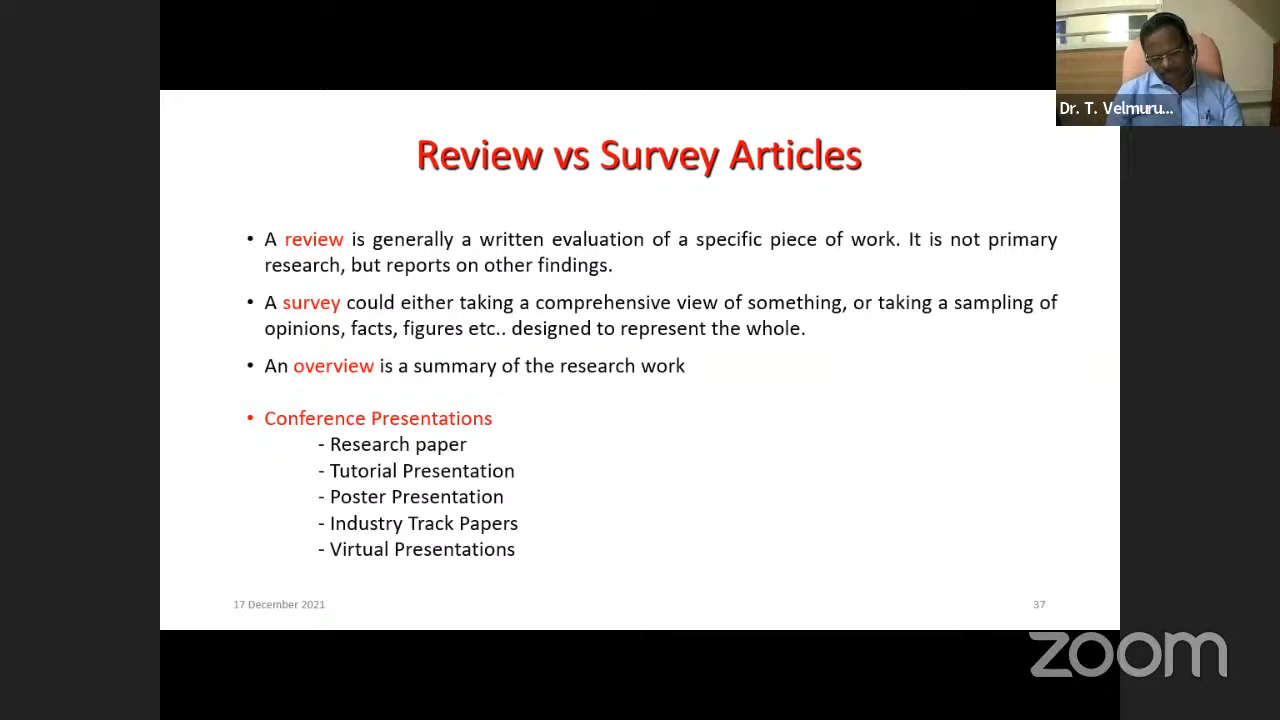 Dr. T. Velmuru...
Review vs Survey Articles
• A review is generally a written evaluation of a specific piece of work. It is not primary
research, but reports on other findings.
• A survey could either taking a comprehensive view of something, or taking a sampling of
opinions, facts, figures etc.. designed to represent the whole.
• An overview is a summary of the research work
• Conference Presentations
- Research paper
- Tutorial Presentation
- Poster Presentation
- Industry Track Papers
- Virtual Presentations
17 December 2021
37
zoom